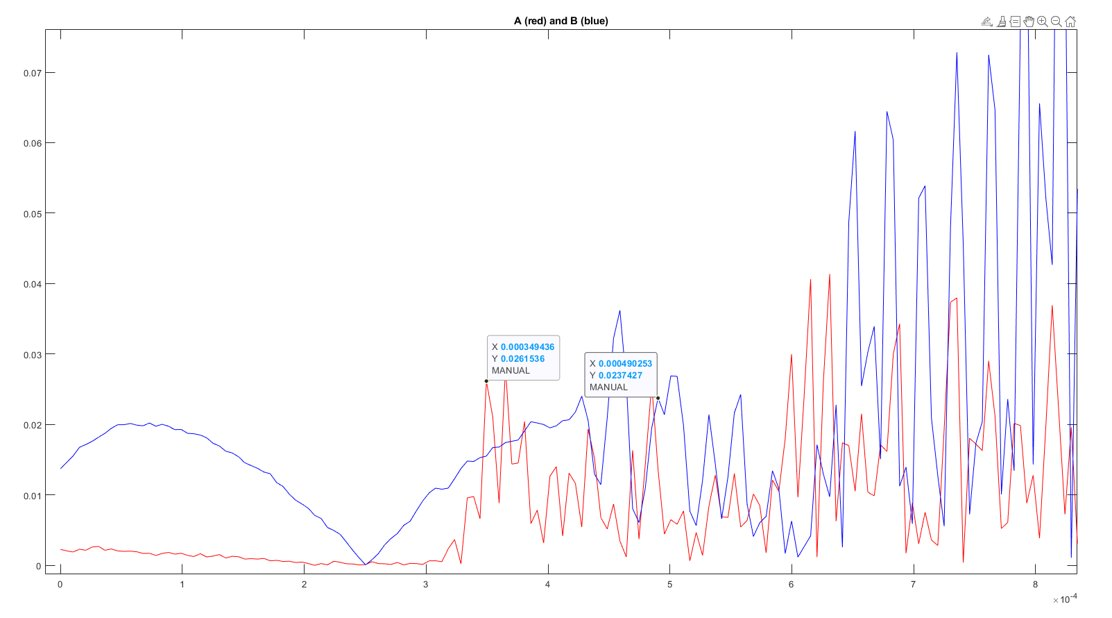 A (red) and B (blue)
0.07
0.06
0.05
0.04
0.03
0.02
0.01
0
X 0.000349436
Y 0.0261536
MANUAL
X 0.000490253
Y 0.0237427
MANUAL
0 1 2 3 4 5 6 7 8
×10-4